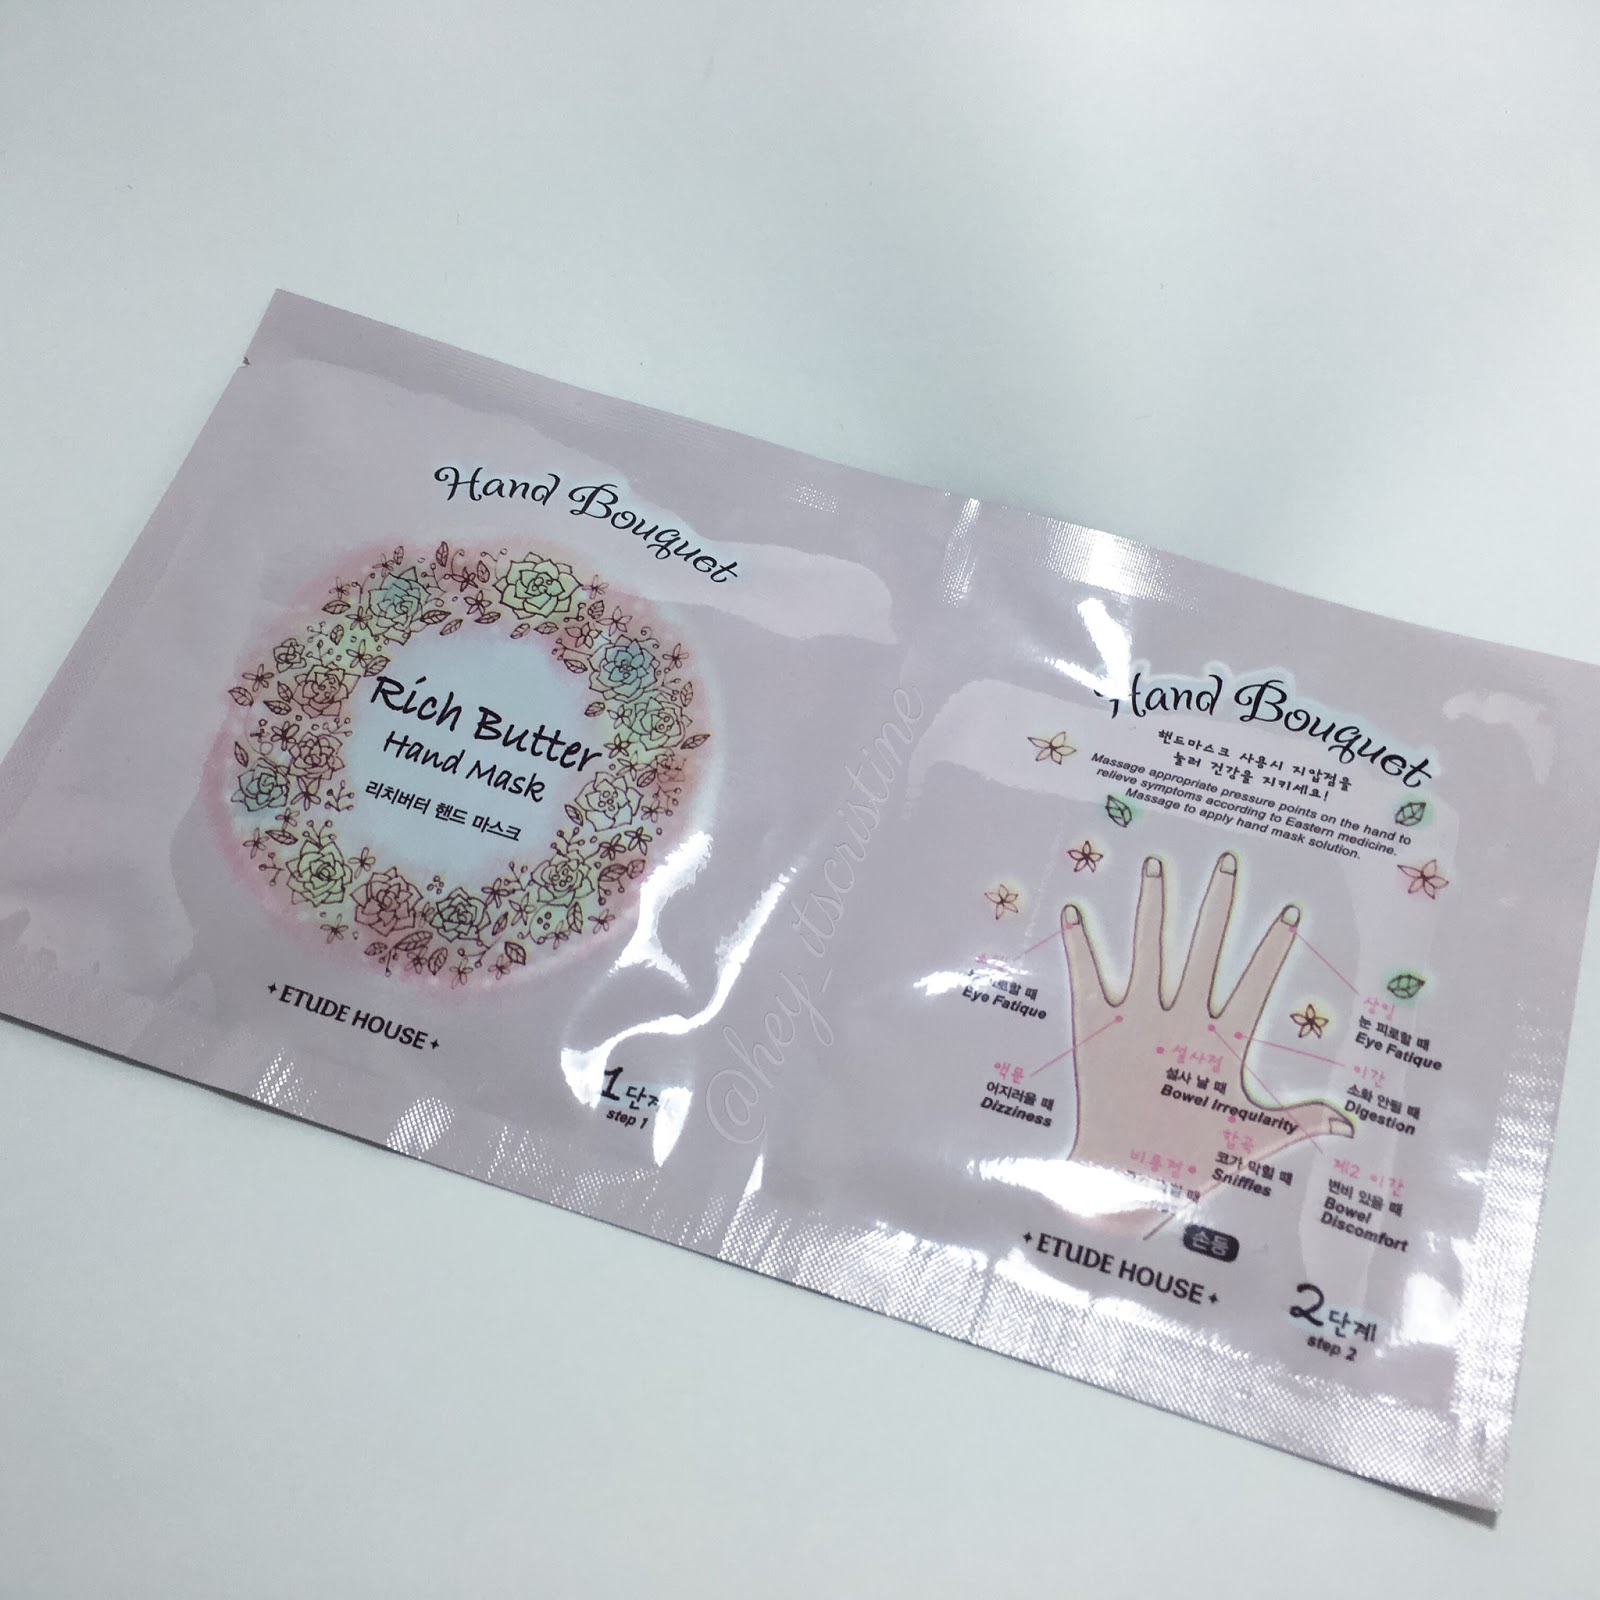 Hand Bouquet
Rich Butter
Hand Mask
리치버터 핸드 마스크
ETUDE HOUSE
1단계
step 1
@hey_itscristine
Hand Bouquet
핸드마스크 사용시 지압점을
눌러 건강을 지키세요!
Massage appropriate pressure points on the hand to
relieve symptoms according to Eastern medicine.
Massage to apply hand mask solution.
때
Eye Fatique
액문
어지러울 때
Dizziness
설사점
설사 날 때
Bowel Irregularity
합곡
코가 막힐 때
Sniffles
때
상양
눈 피로할 때
Eye Fatique
이간
소화 안될 때
Digestion
제2 이간
변비 있을 때
Bowel
Discomfort
손등
ETUDE HOUSE
2단계
step 2